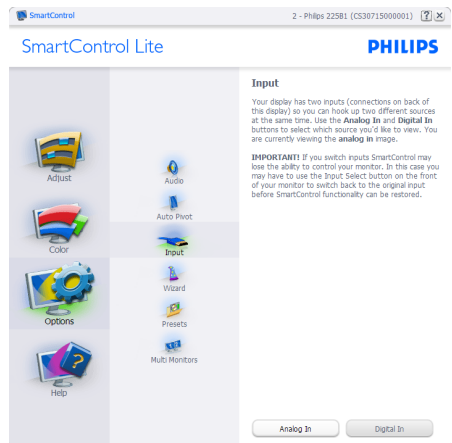 SmartControl
2 - Philips 225B1 (CS30715000001)
SmartControl Lite
PHILIPS
Adjust
Color
Options
Help
Audio
Auto Pivot
Input
Wizard
Presets
Multi Monitors
Input
Your display has two inputs (connections on back of
this display) so you can hook up two different sources
at the same time. Use the Analog In and Digital In
buttons to select which source you'd like to view. You
are currently viewing the analog in image.
IMPORTANT! If you switch inputs SmartControl may
lose the ability to control your monitor. In this case you
may have to use the Input Select button on the front
of your monitor to switch back to the original input
before SmartControl functionality can be restored.
Analog In
Digital In